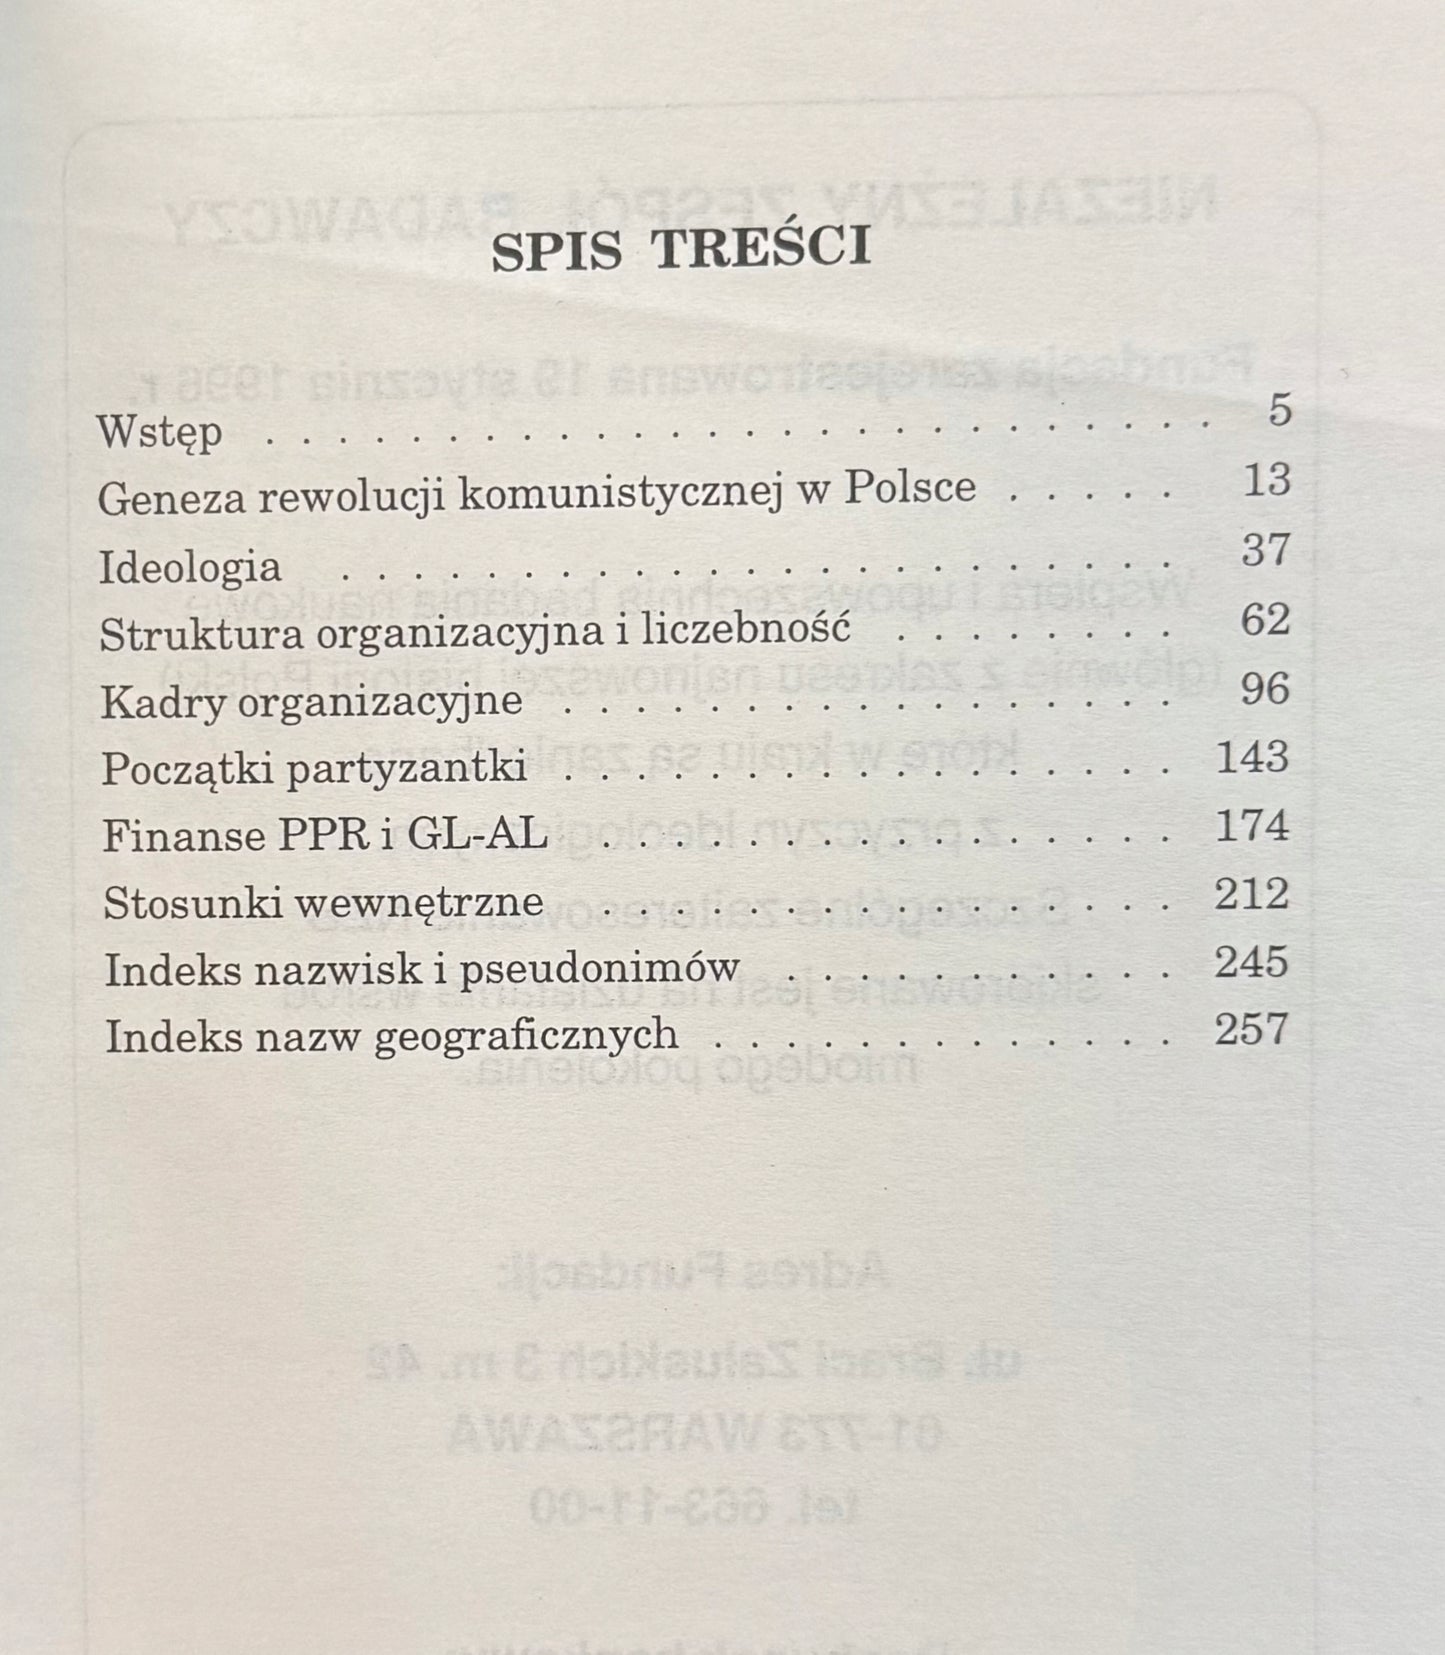 SPIS TREŚCI
Wstęp . . . . . . . . . . . . . . . . . . . . . . . . . . 5
Geneza rewolucji komunistycznej w Polsce . . . . . 13
Ideologia . . . . . . . . . . . . . . . . . . . . . . . 37
Struktura organizacyjna i liczebność . . . . . . . . 62
Kadry organizacyjne . . . . . . . . . . . . . . . . . 96
Początki partyzantki . . . . . . . . . . . . . . . . . 143
Finanse PPR i GL-AL . . . . . . . . . . . . . . . . 174
Stosunki wewnętrzne . . . . . . . . . . . . . . . . 212
Indeks nazwisk i pseudonimów . . . . . . . . . . . 245
Indeks nazw geograficznych . . . . . . . . . . . . . 257